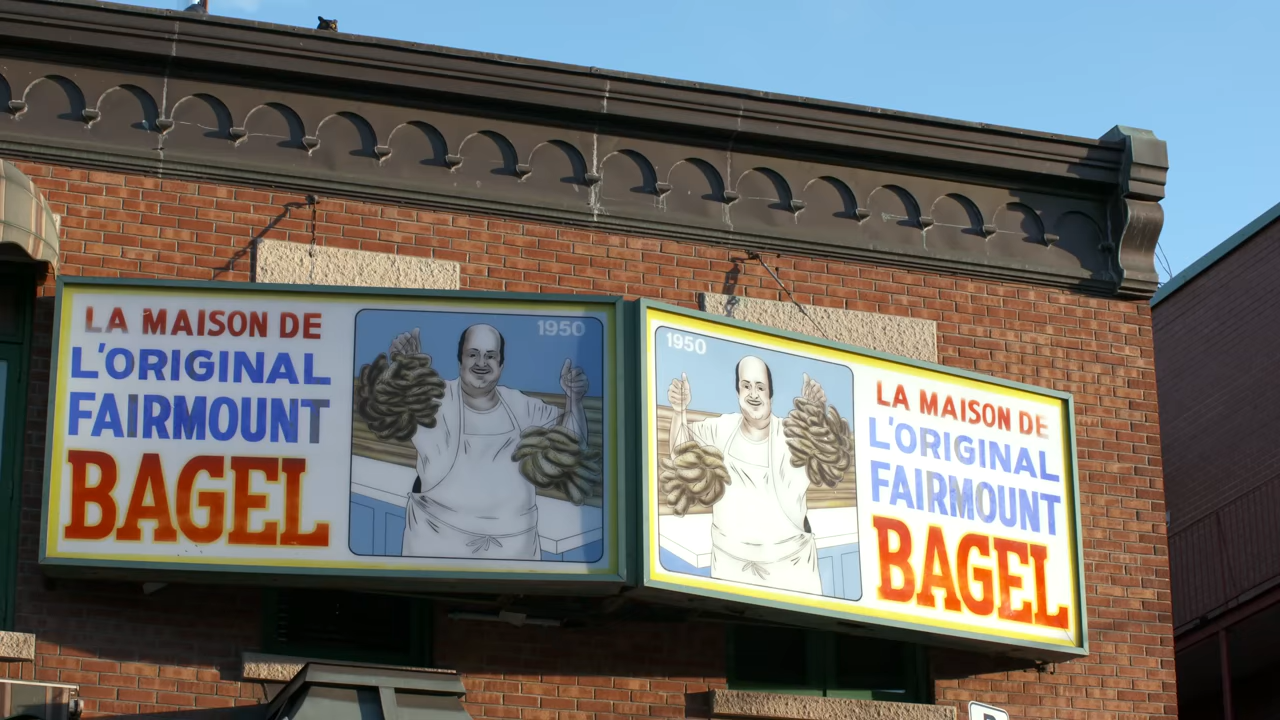 LA MAISON DE
L'ORIGINAL
FAIRMOUNT
BAGEL
1950
1950
LA MAISON DE
L'ORIGINAL
FAIRMOUNT
BAGEL